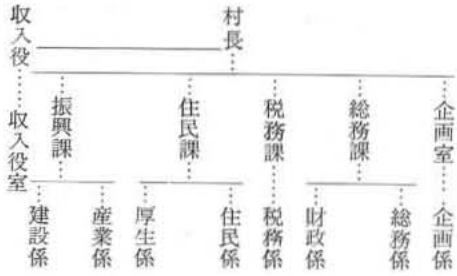 村長
企画室……企画係
総務課
総務係
財政係
税務課……税務係
住民課
住民係
厚生係
振興課
産業係
建設係
収入役……収入役室